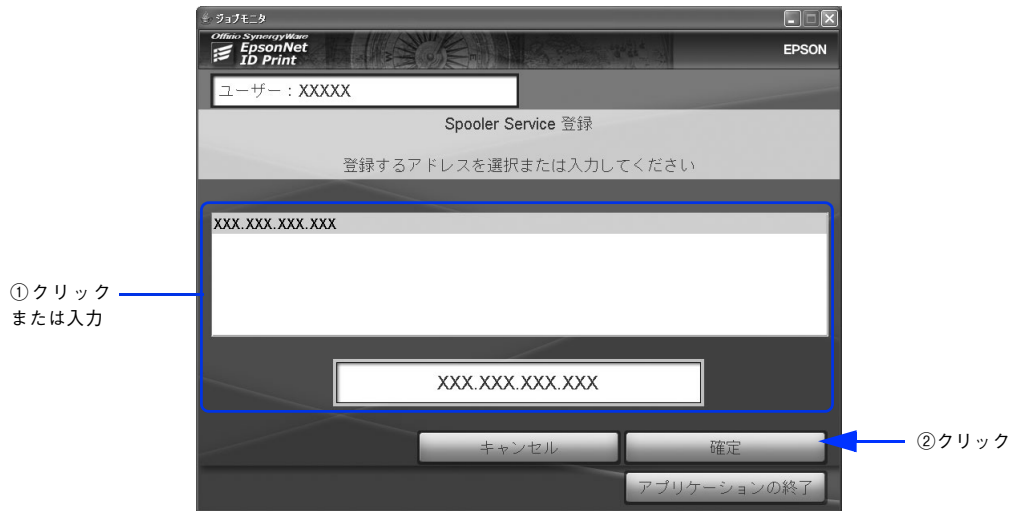 ジョブモニタ
Offirio SynergyWare
EpsonNet
ID Print
EPSON
ユーザー：XXXXX
Spooler Service 登録
登録するアドレスを選択または入力してください
XXX.XXX.XXX.XXX
①クリック
または入力
XXX.XXX.XXX.XXX
キャンセル
確定
②クリック
アプリケーションの終了